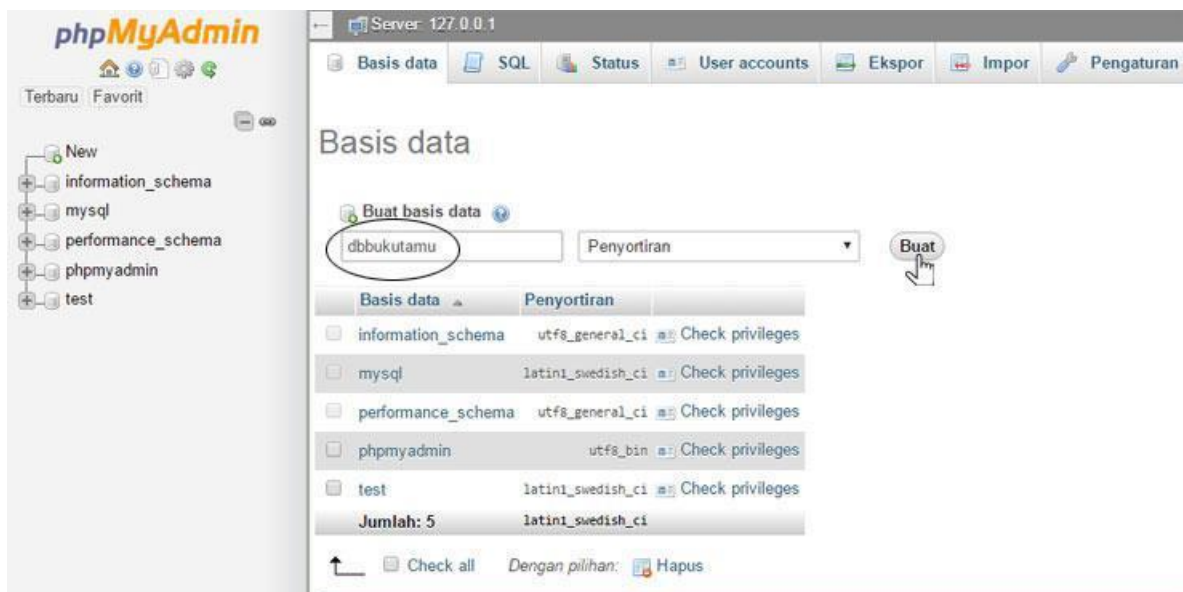 phpMyAdmin
Terbaru Favorit
New
information_schema
mysql
performance_schema
phpmyadmin
test
Server: 127.0.0.1
Basis data SQL Status User accounts Ekspor Impor Pengaturan
Basis data
Buat basis data
dbbukutamu Penyortiran Buat
Basis data Penyortiran
information_schema utf8_general_ci Check privileges
mysql latin1_swedish_ci Check privileges
performance_schema utf8_general_ci Check privileges
phpmyadmin utf8_bin Check privileges
test latin1_swedish_ci Check privileges
Jumlah: 5 latin1_swedish_ci
Check all Dengan pilihan: Hapus